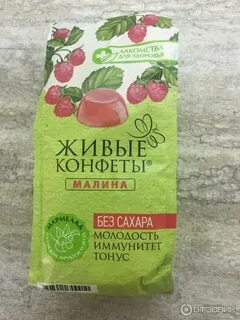 ЛАКОМСТВА
ДЛЯ ЗДОРОВЬЯ
ЖИВЫЕ
КОНФЕТЫ®
МАЛИНА
МАРМЕЛАД
БЕЗ САХАРА
МОЛОДОСТЬ
ИММУНИТЕТ
ТОНУС